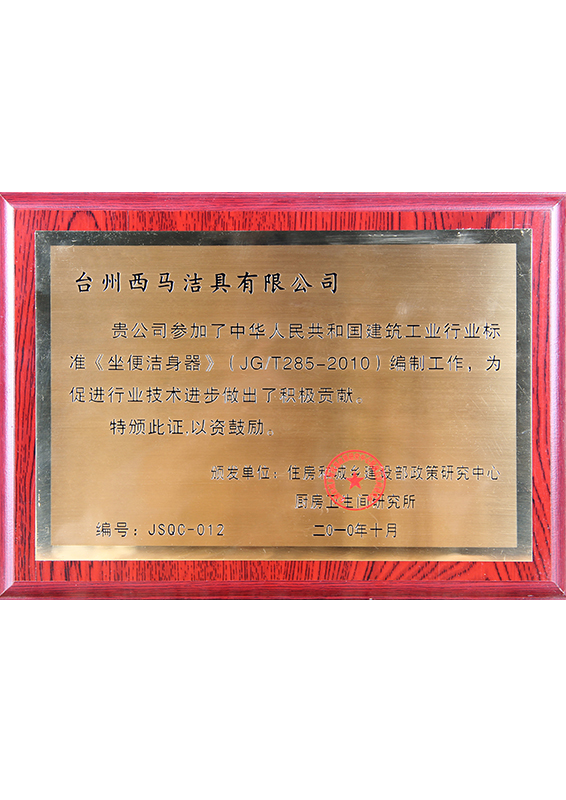 台州西马洁具有限公司
贵公司参加了中华人民共和国建筑工业行业标
准《坐便洁身器》(JG/T285-2010)编制工作，为
促进行业技术进步做出了积极贡献。
特颁此证,以资鼓励。
颁发单位：住房和城乡建设部政策研究中心
厨房卫生间研究所
编号：JSQC-012
二〇一〇年十月